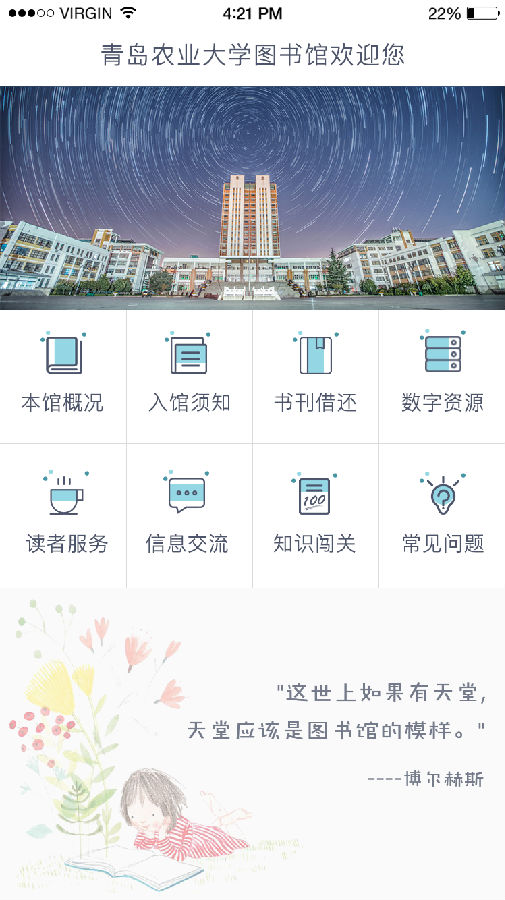 VIRGIN 4:21 PM 22%
青岛农业大学图书馆欢迎您
本馆概况 入馆须知 书刊借还 数字资源
100
读者服务 信息交流 知识闯关 常见问题
"这世上如果有天堂,
天堂应该是图书馆的模样。"
----博尔赫斯